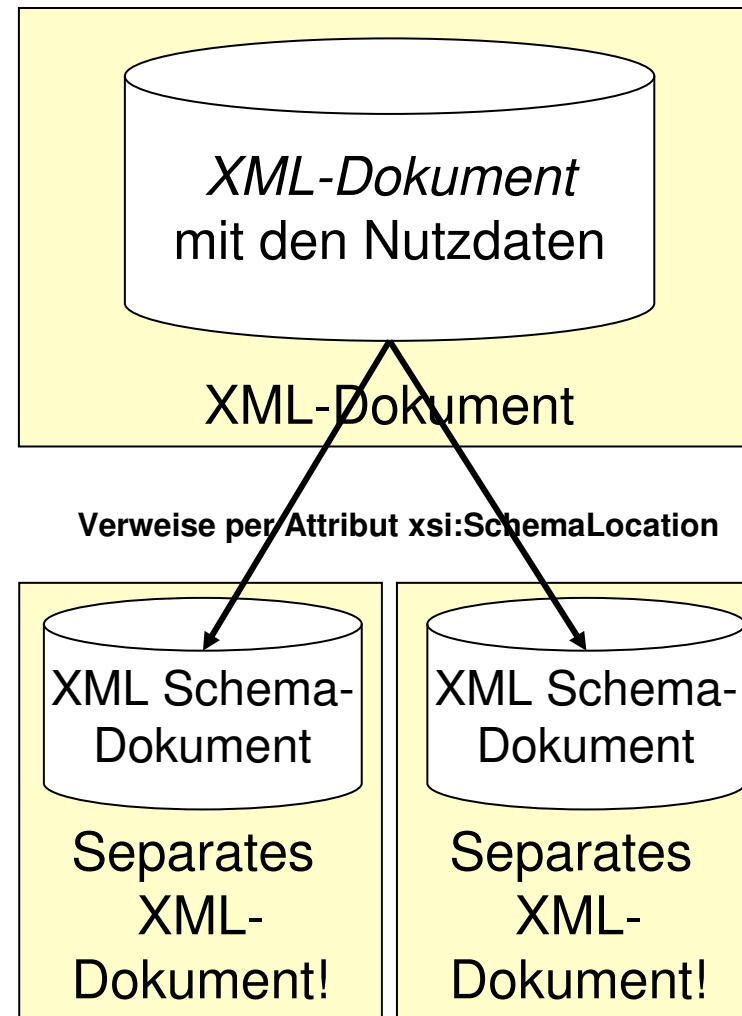 XML-Dokument
mit den Nutzdaten
XML-Dokument
Verweise per Attribut xsi:SchemaLocation
XML Schema-
Dokument
Separates
XML-
Dokument!
XML Schema-
Dokument
Separates
XML-
Dokument!